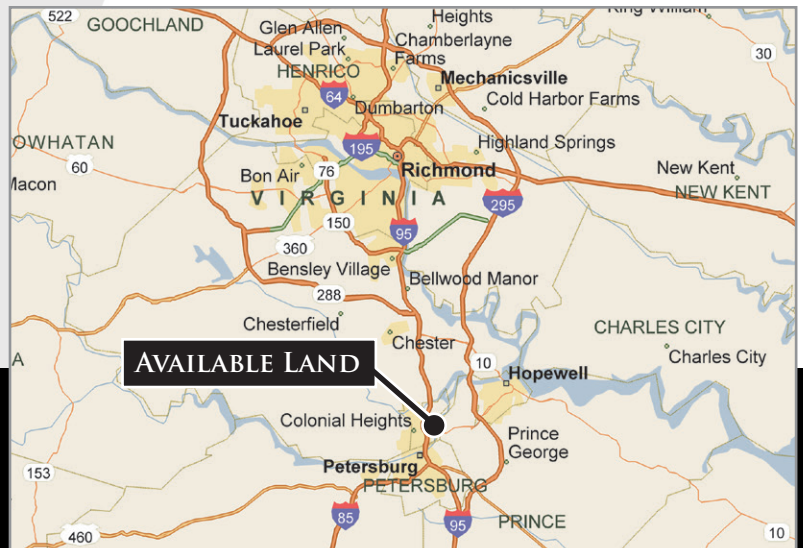 522
GOOCHLAND
Glen Allen
Heights
King William
Laurel Park
Chamberlayne
Farms
30
HENRICO
Mechanicsville
64
Dumbarton
Cold Harbor Farms
Tuckahoe
OWHATAN
195
Highland Springs
60
Bon Air
76
Richmond
New Kent
Macon
NEW KENT
VIRGINIA
295
150
95
360
Bensley Village
Bellwood Manor
288
Chesterfield
CHARLES CITY
Chester
A
10
Charles City
AVAILABLE LAND
Hopewell
Colonial Heights
Prince
George
Petersburg
153
PETERSBURG
85
95
PRINCE
460
10